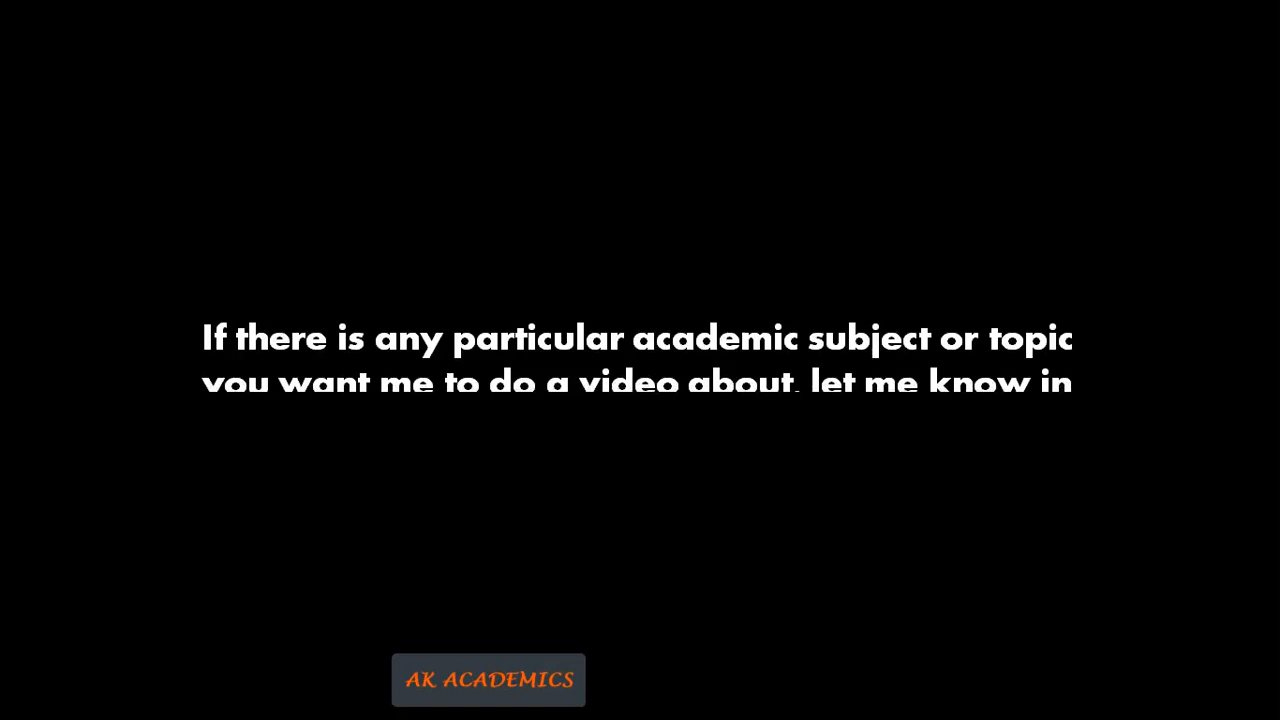 If there is any particular academic subject or topic
you want me to do a video about, let me know in
AK ACADEMICS